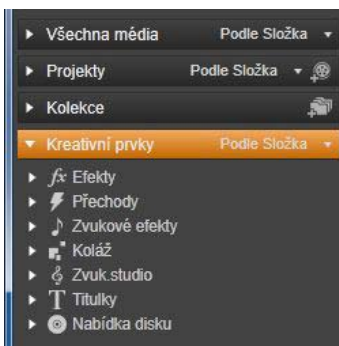 Všechna média Podle Složka
Projekty Podle Složka
Kolekce
Kreativní prvky Podle Složka
fx Efekty
Přechody
Zvukové efekty
Koláž
Zvuk.studio
T Titulky
Nabídka disku